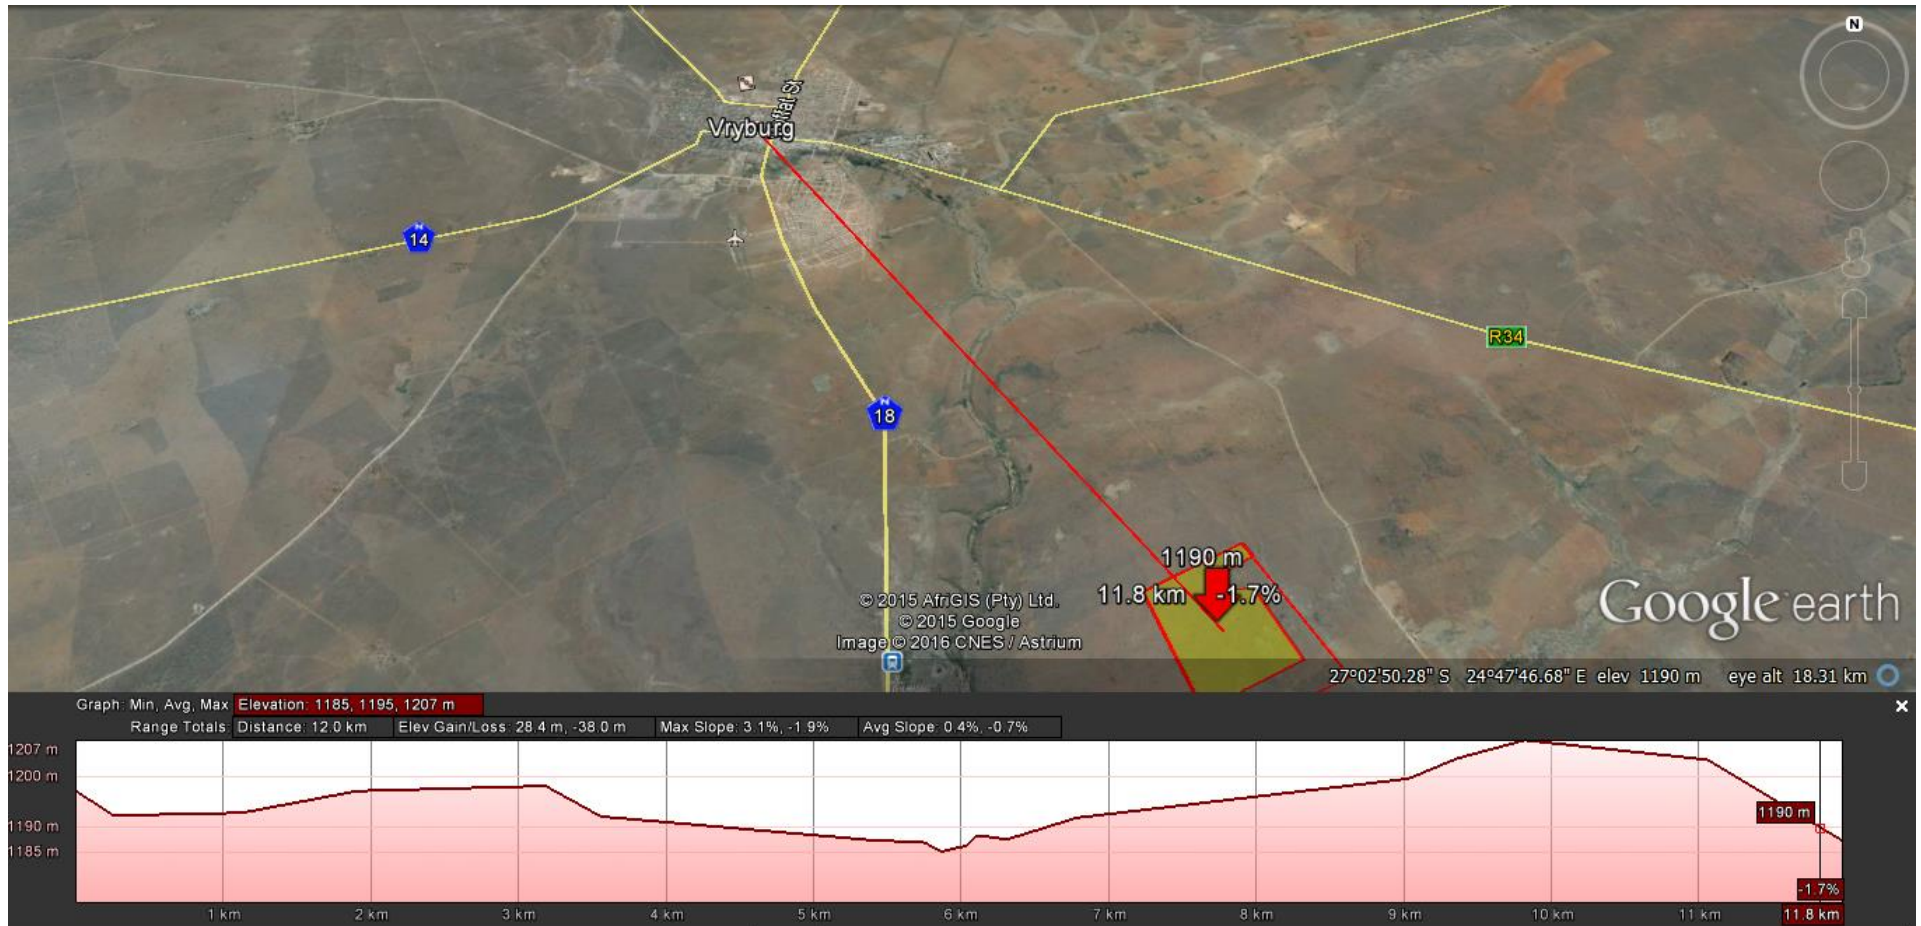 N
Moffat St
Vryburg
N
14
R34
N
18
1190 m
11.8 km -1.7%
© 2015 AfriGIS (Pty) Ltd.
© 2015 Google
Image © 2016 CNES / Astrium
Google earth
27°02'50.28" S 24°47'46.68" E elev 1190 m eye alt 18.31 km
Graph: Min, Avg, Max Elevation: 1185, 1195, 1207 m
Range Totals: Distance: 12.0 km Elev Gain/Loss: 28.4 m, -38.0 m Max Slope: 3.1%, -1.9% Avg Slope: 0.4%, -0.7%
1207 m
1200 m
1190 m
1190 m
1185 m
-1.7%
1 km 2 km 3 km 4 km 5 km 6 km 7 km 8 km 9 km 10 km 11 km 11.8 km